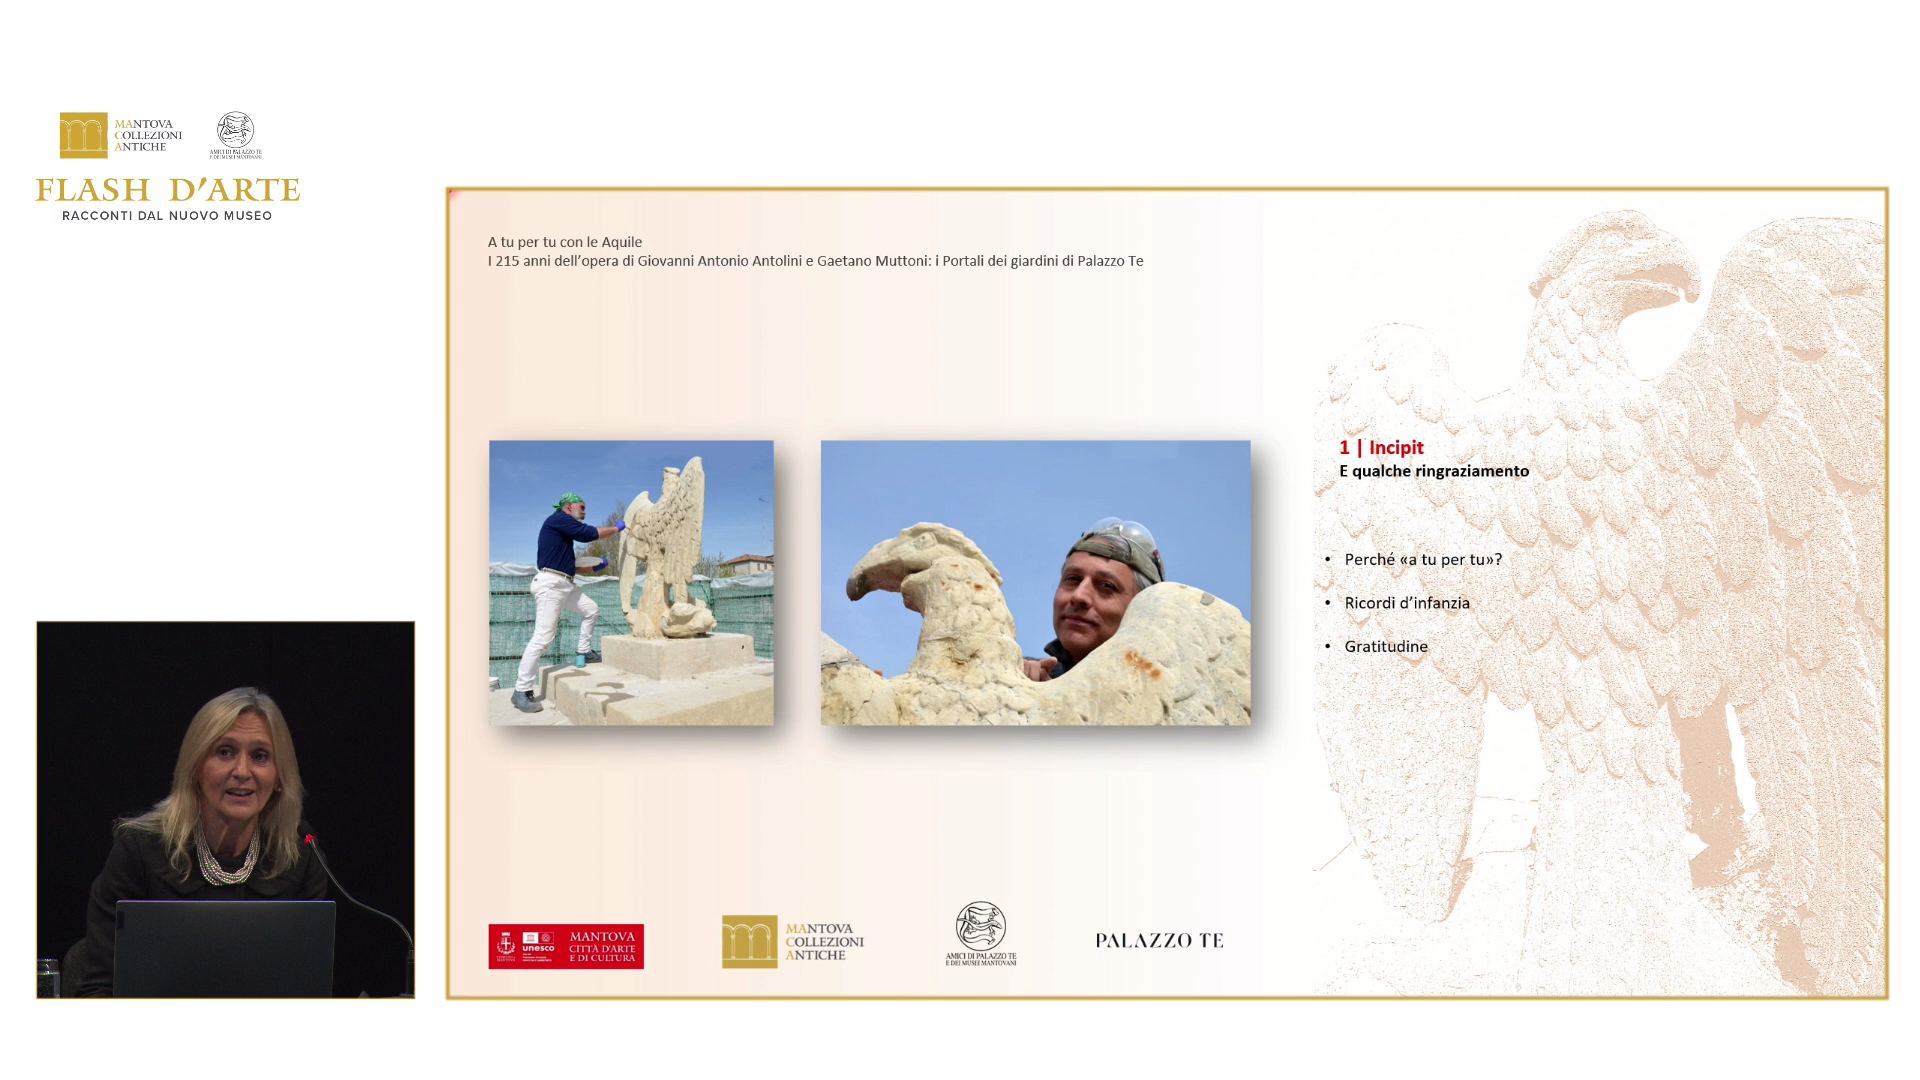 MANTOVA
COLLEZIONI
ANTICHE
AMICI DI PALAZZO TE
E DEI MUSEI MANTOVANI
FLASH D'ARTE
RACCONTI DAL NUOVO MUSEO
A tu per tu con le Aquile
I 215 anni dell'opera di Giovanni Antonio Antolini e Gaetano Muttoni: i Portali dei giardini di Palazzo Te
1 | Incipit
E qualche ringraziamento
• Perché «a tu per tu»?
• Ricordi d'infanzia
• Gratitudine
unesco
MANTOVA
CITTÀ D'ARTE
E DI CULTURA
MANTOVA
COLLEZIONI
ANTICHE
AMICI DI PALAZZO TE
E DEI MUSEI MANTOVANI
PALAZZO TE